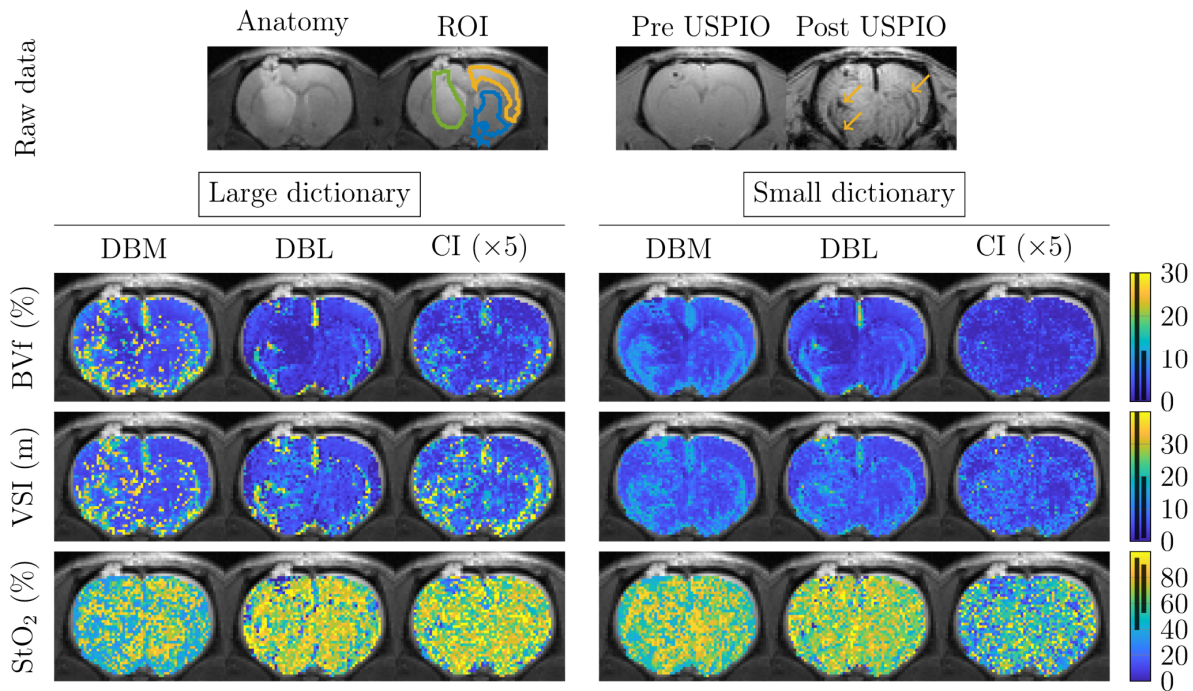 Anatomy ROI Pre USPIO Post USPIO
Raw data
Large dictionary Small dictionary
DBM DBL CI (×5) DBM DBL CI (×5)
BVf (%)
30
20
10
0
VSI (m)
30
20
10
0
StO₂ (%)
80
60
40
20
0